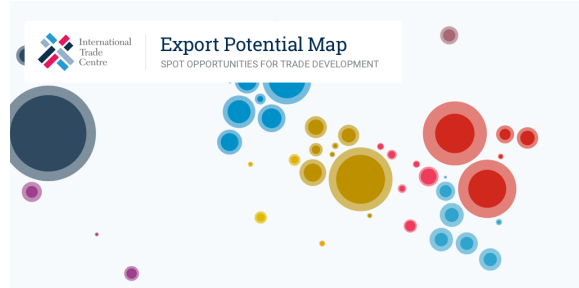 International
Trade
Centre
Export Potential Map
SPOT OPPORTUNITIES FOR TRADE DEVELOPMENT